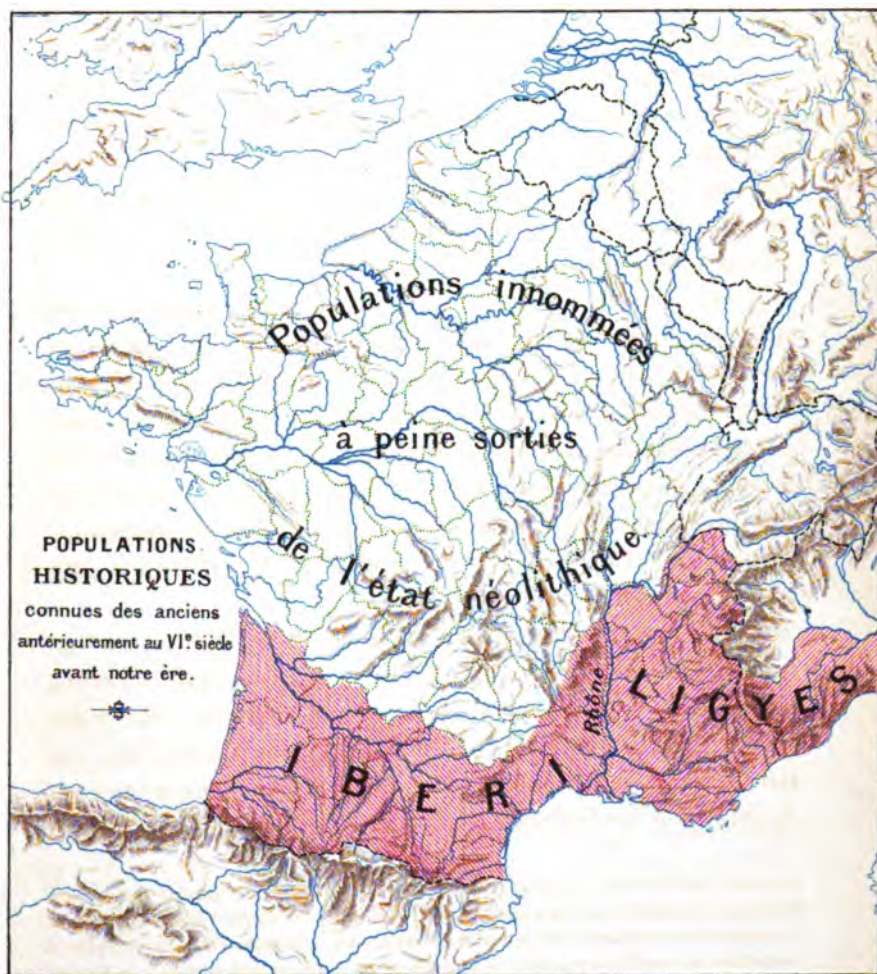 Populations innommées
à peine sorties
de l'état néolithique
POPULATIONS
HISTORIQUES
connues des anciens
antérieurement au VIe siècle
avant notre ère.
IBERI
Rhône
LIGYES